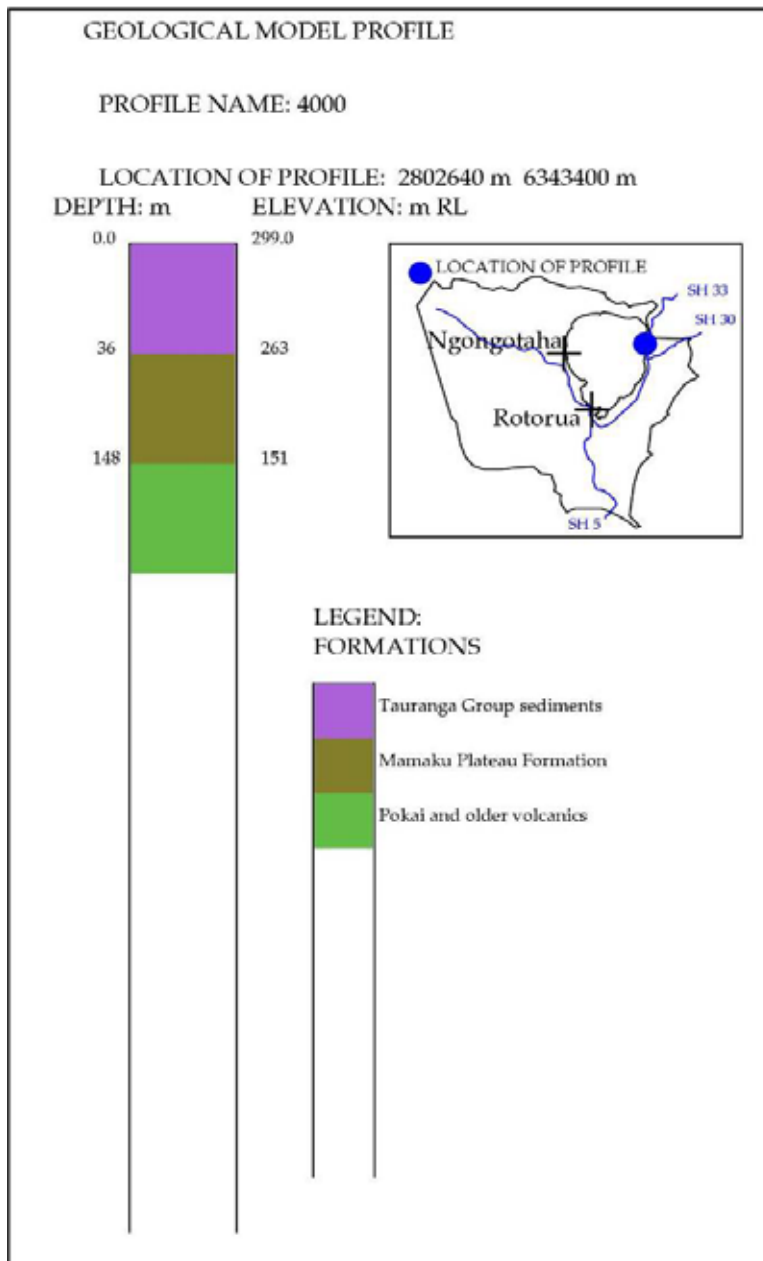 GEOLOGICAL MODEL PROFILE
PROFILE NAME: 4000
LOCATION OF PROFILE: 2802640 m 6343400 m
DEPTH: m ELEVATION: m RL
0.0 299.0
36 263
148 151
LOCATION OF PROFILE
SH 33
SH 30
Ngongotaha
Rotorua
SH 5
LEGEND:
FORMATIONS
Tauranga Group sediments
Mamaku Plateau Formation
Pokai and older volcanics